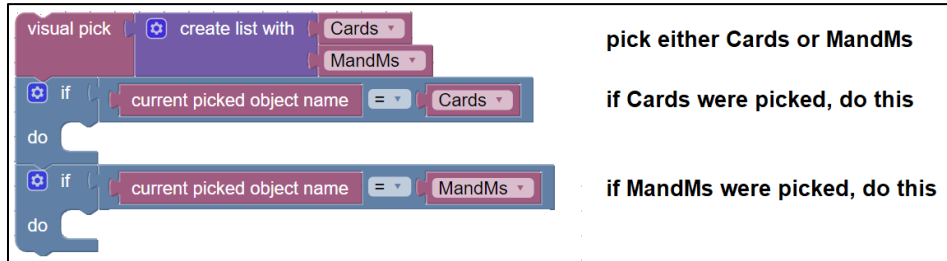 visual pick create list with Cards
MandMs
pick either Cards or MandMs
if current picked object name = Cards
if Cards were picked, do this
do
if current picked object name = MandMs
if MandMs were picked, do this
do